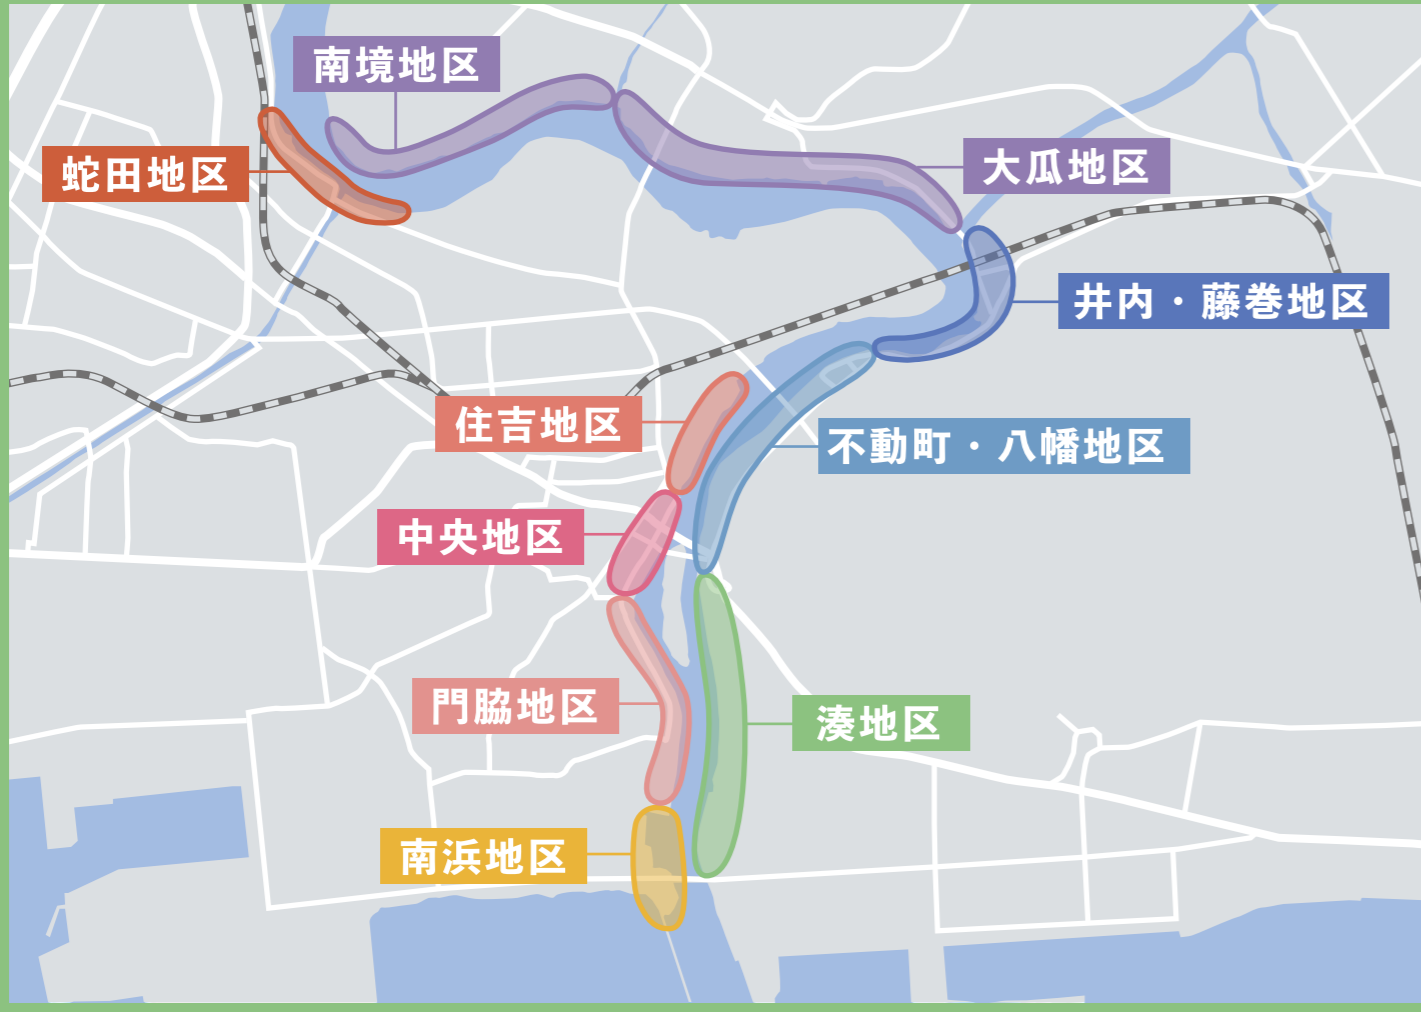 南境地区
大瓜地区
蛇田地区
井内・藤巻地区
住吉地区
不動町・八幡地区
中央地区
門脇地区
湊地区
南浜地区